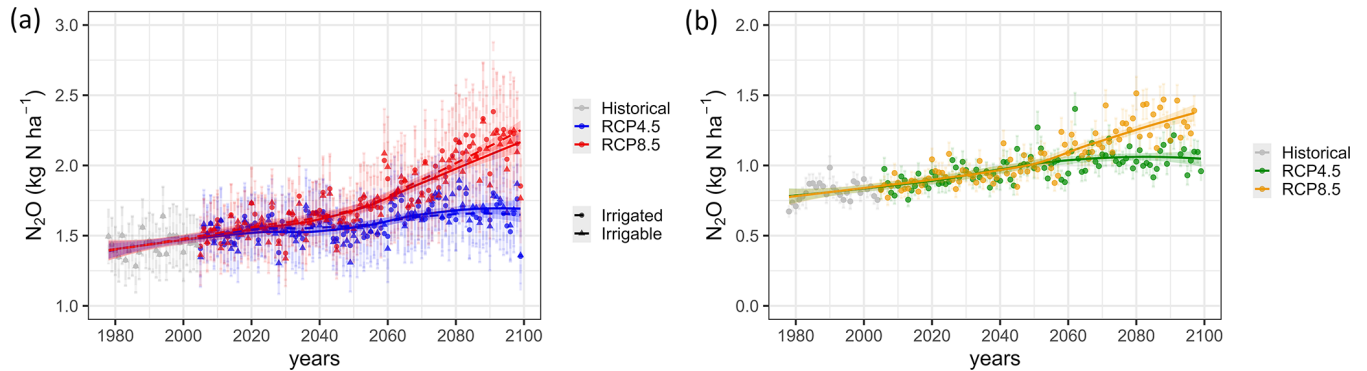 (a)
N₂O (kg N ha⁻¹)
3.0
2.5
2.0
1.5
1.0
1980 2000 2020 2040 2060 2080 2100
years
Historical
RCP4.5
RCP8.5
Irrigated
Irrigable
(b)
N₂O (kg N ha⁻¹)
2.0
1.5
1.0
0.5
0.0
1980 2000 2020 2040 2060 2080 2100
years
Historical
RCP4.5
RCP8.5